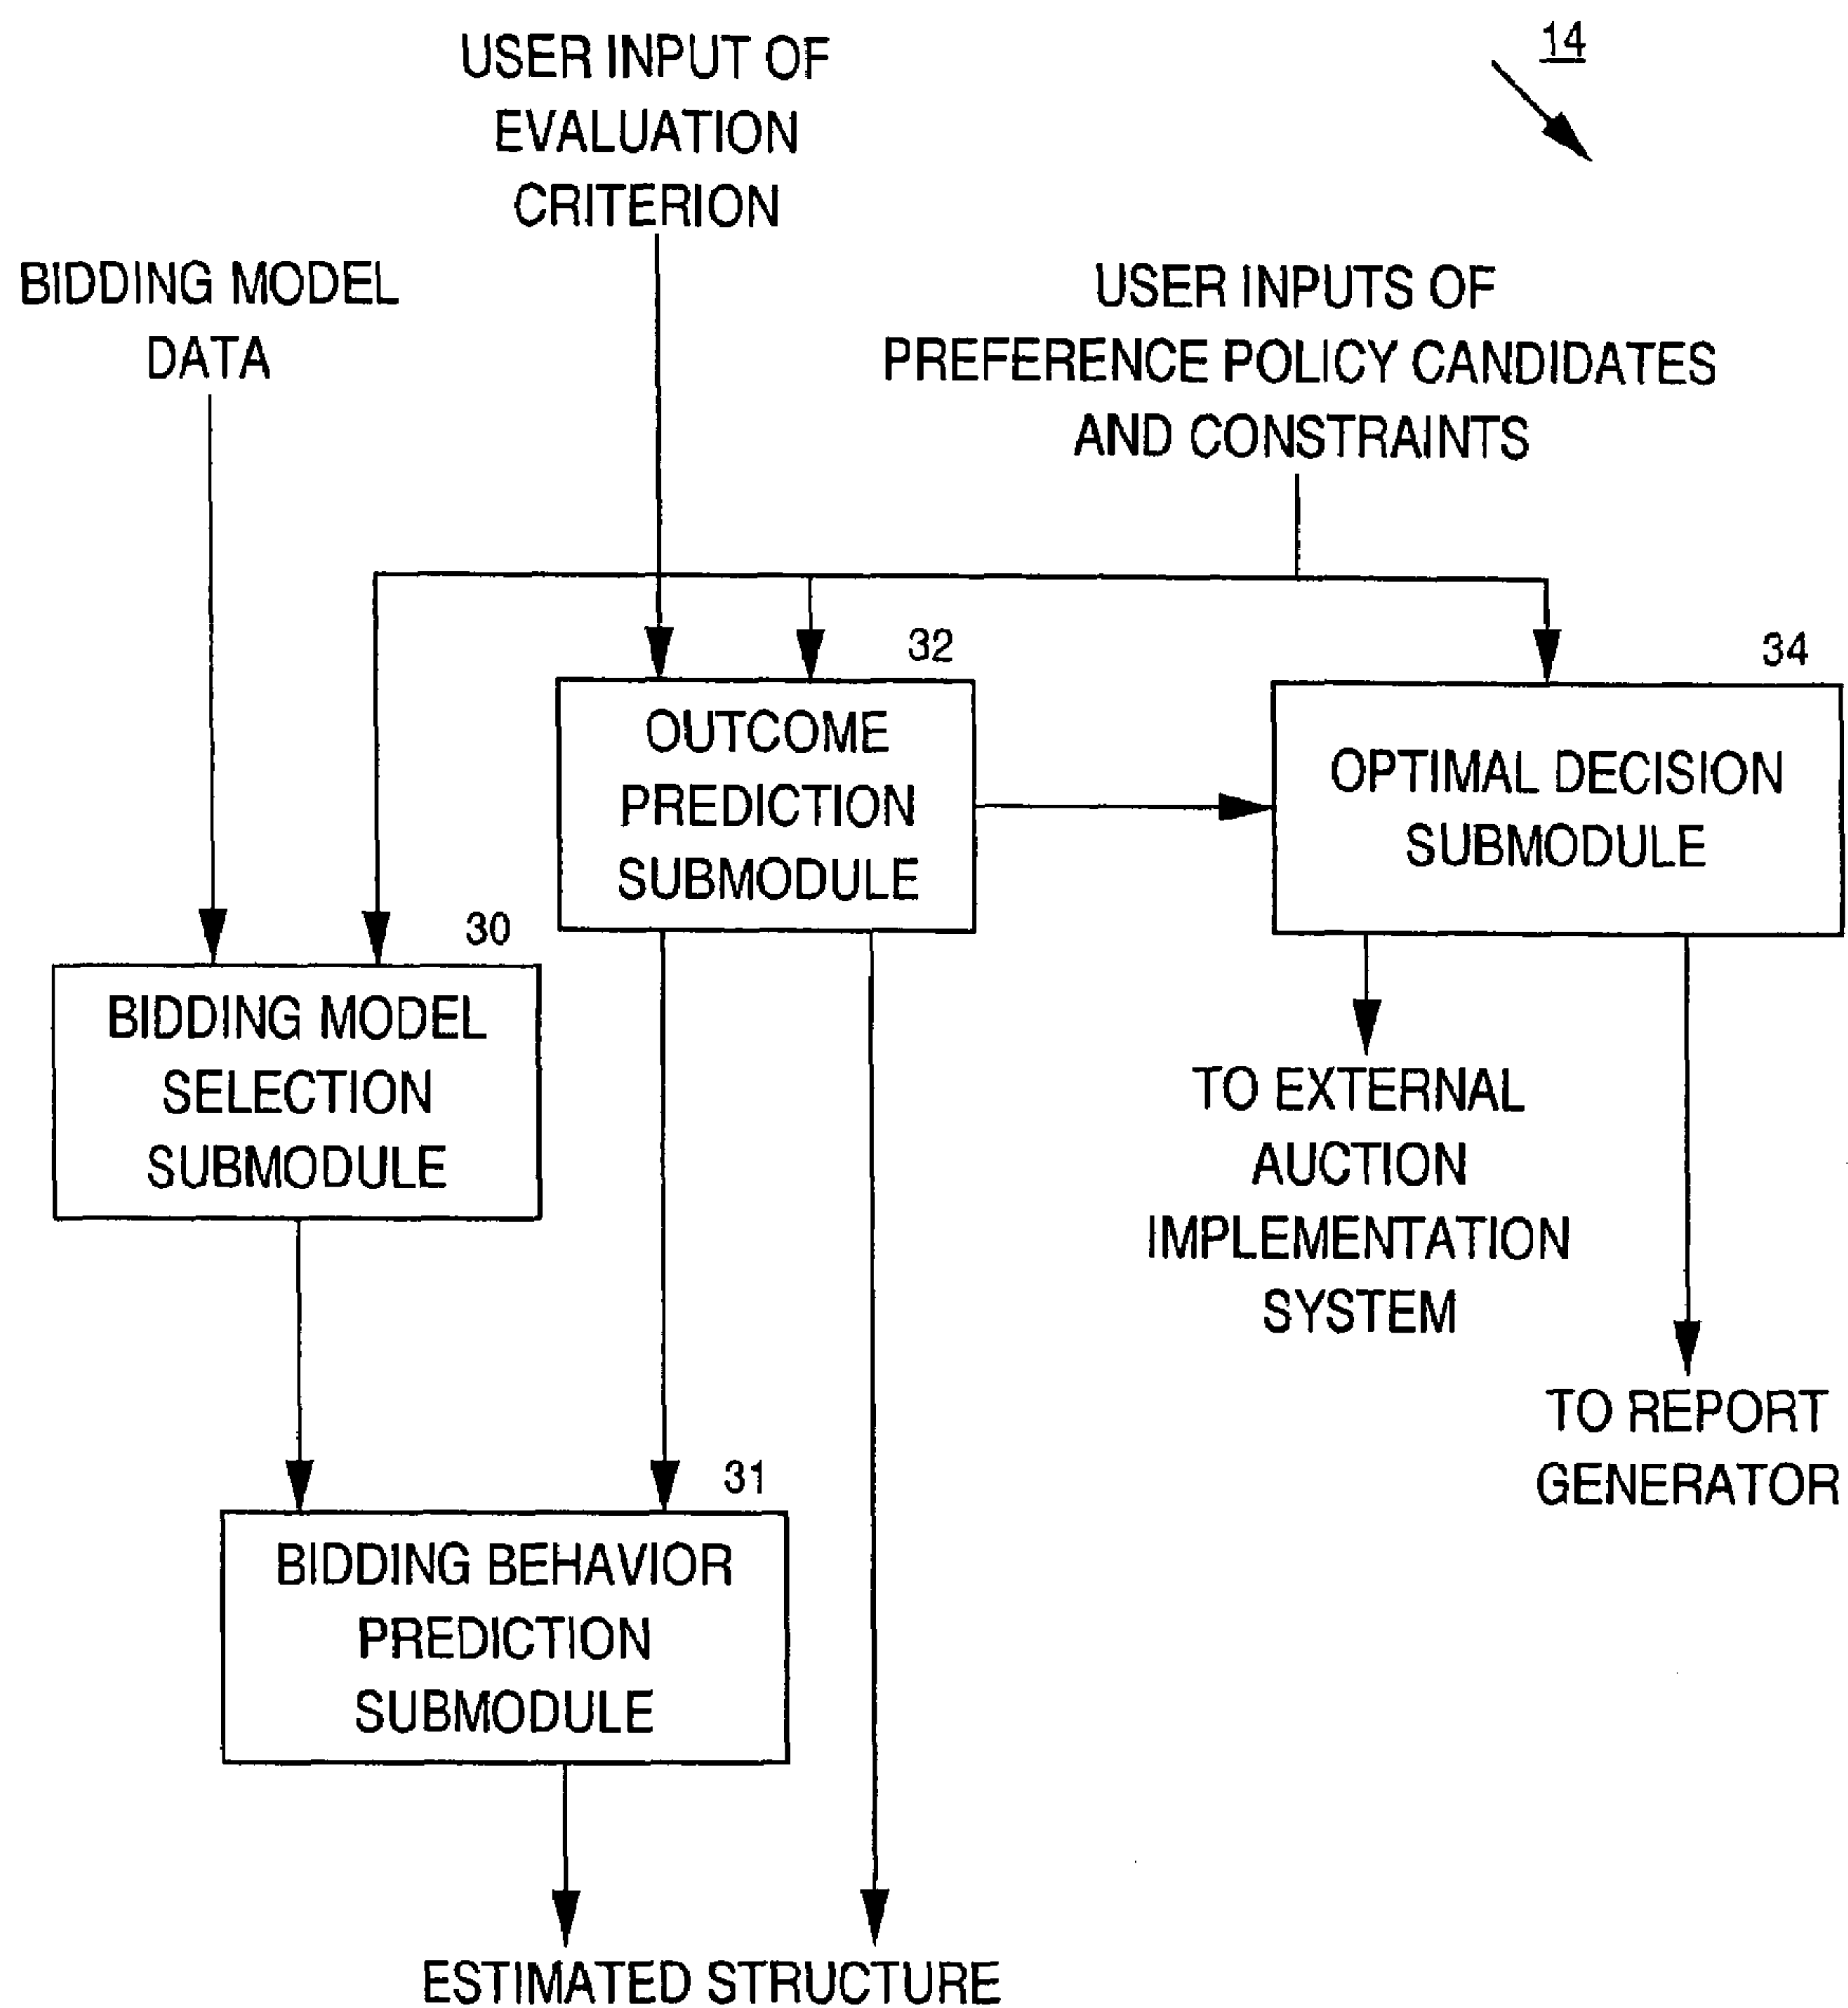 14
USER INPUT OF
EVALUATION
CRITERION
BIDDING MODEL
DATA
USER INPUTS OF
PREFERENCE POLICY CANDIDATES
AND CONSTRAINTS
32
OUTCOME
PREDICTION
SUBMODULE
34
OPTIMAL DECISION
SUBMODULE
30
BIDDING MODEL
SELECTION
SUBMODULE
TO EXTERNAL
AUCTION
IMPLEMENTATION
SYSTEM
TO REPORT
GENERATOR
31
BIDDING BEHAVIOR
PREDICTION
SUBMODULE
ESTIMATED STRUCTURE